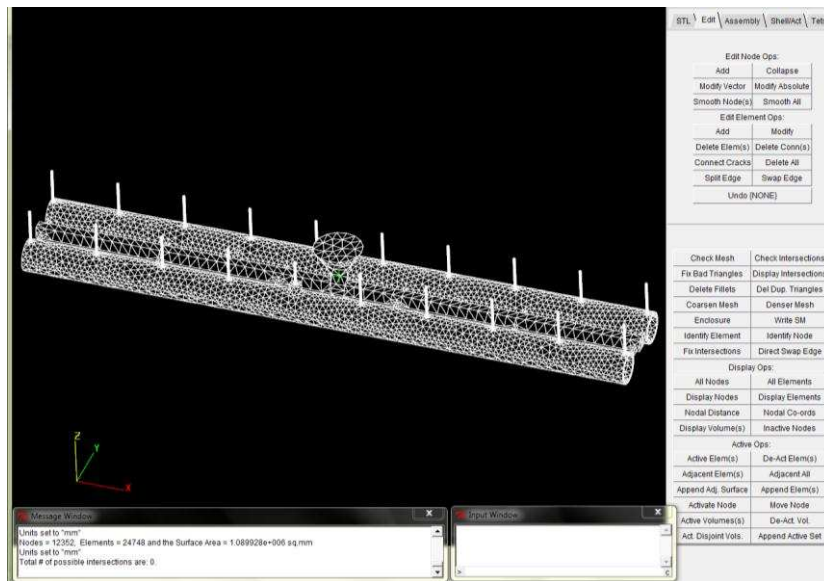 STL Edit Assembly Shell/Act Tet
Edit Node Ops:
Add Collapse
Modify Vector Modify Absolute
Smooth Node(s) Smooth All
Edit Element Ops:
Add Modify
Delete Elem(s) Delete Conn(s)
Connect Cracks Delete All
Split Edge Swap Edge
Undo (NONE)
Check Mesh Check Intersections
Fix Bad Triangles Display Intersections
Delete Fillets Del Dup. Triangles
Coarsen Mesh Denser Mesh
Enclosure Write SM
Identify Element Identify Node
Fix Intersections Direct Swap Edge
Display Ops:
All Nodes All Elements
Display Nodes Display Elements
Nodal Distance Nodal Co-ords
Display Volume(s) Inactive Nodes
Active Ops:
Active Elem(s) De-Act Elem(s)
Adjacent Elem(s) Adjacent All
Append Adj. Surface Append Elem(s)
Activate Node Move Node
Active Volumes(s) De-Act. Vol.
Act. Disjoint Vols. Append Active Set
Z
Y
X
Message Window X
Units set to "mm"
Nodes = 12352, Elements = 24748 and the Surface Area = 1.089928e+006 sq.mm
Units set to "mm"
Total # of possible intersections are: 0.
Input Window X
> c